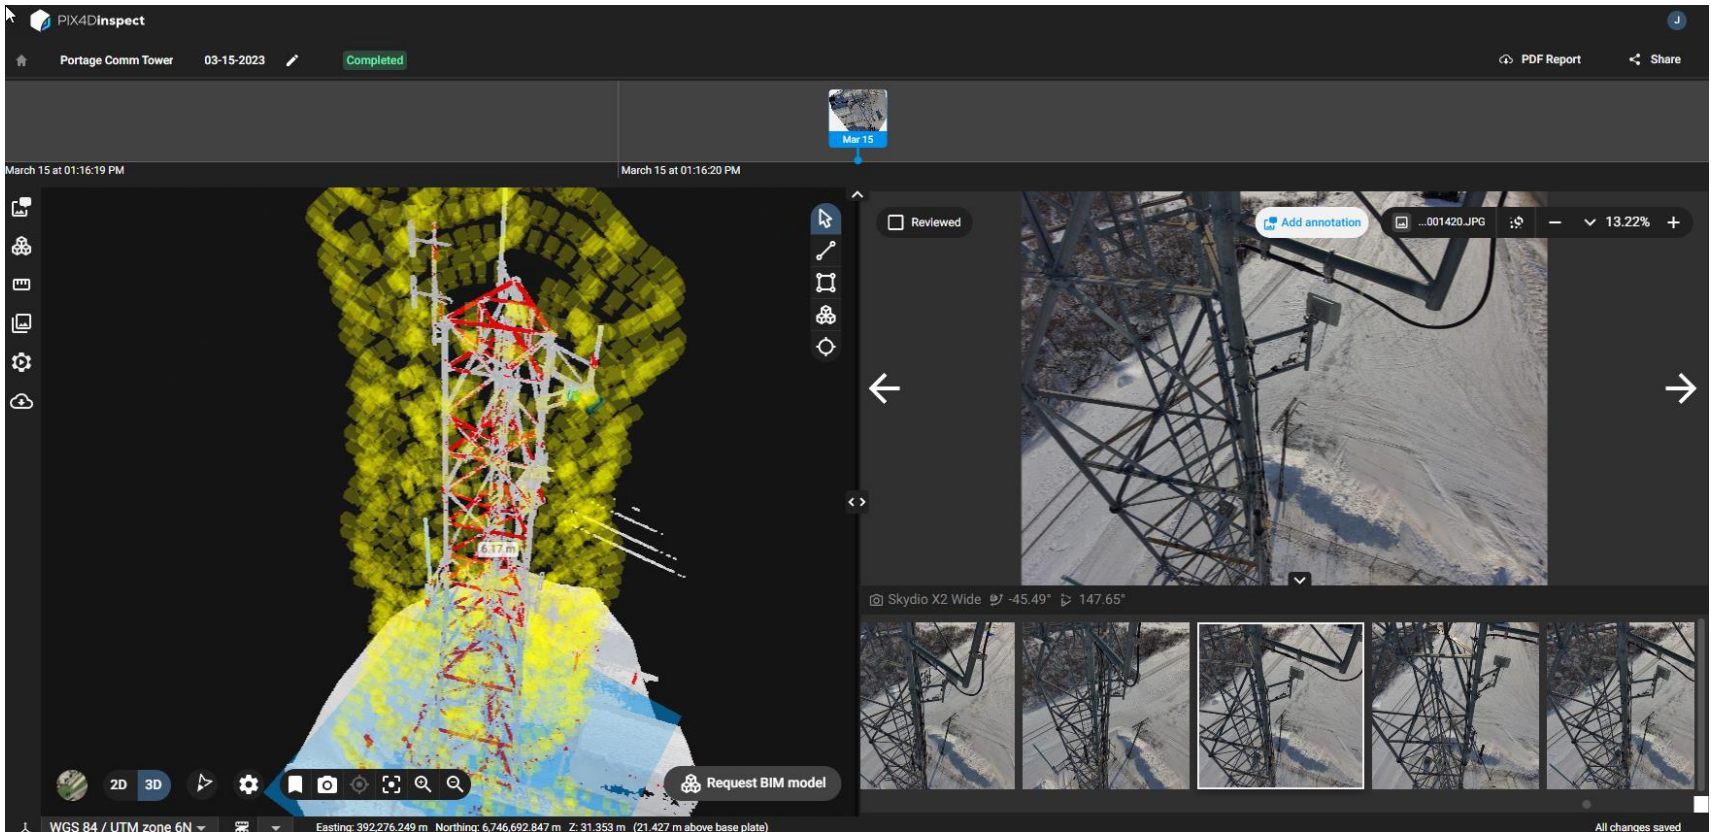 PIX4Dinspect
J
Portage Comm Tower 03-15-2023 Completed PDF Report Share
Mar 15
March 15 at 01:16:19 PM March 15 at 01:16:20 PM
Reviewed Add annotation ...001420.JPG 13.22%
6.17 m
Skydio X2 Wide -45.49° 147.65°
2D 3D Request BIM model
WGS 84 / UTM zone 6N Easting: 392,276.249 m Northing: 6,746,692.847 m Z: 31.353 m (21.427 m above base plate) All changes saved